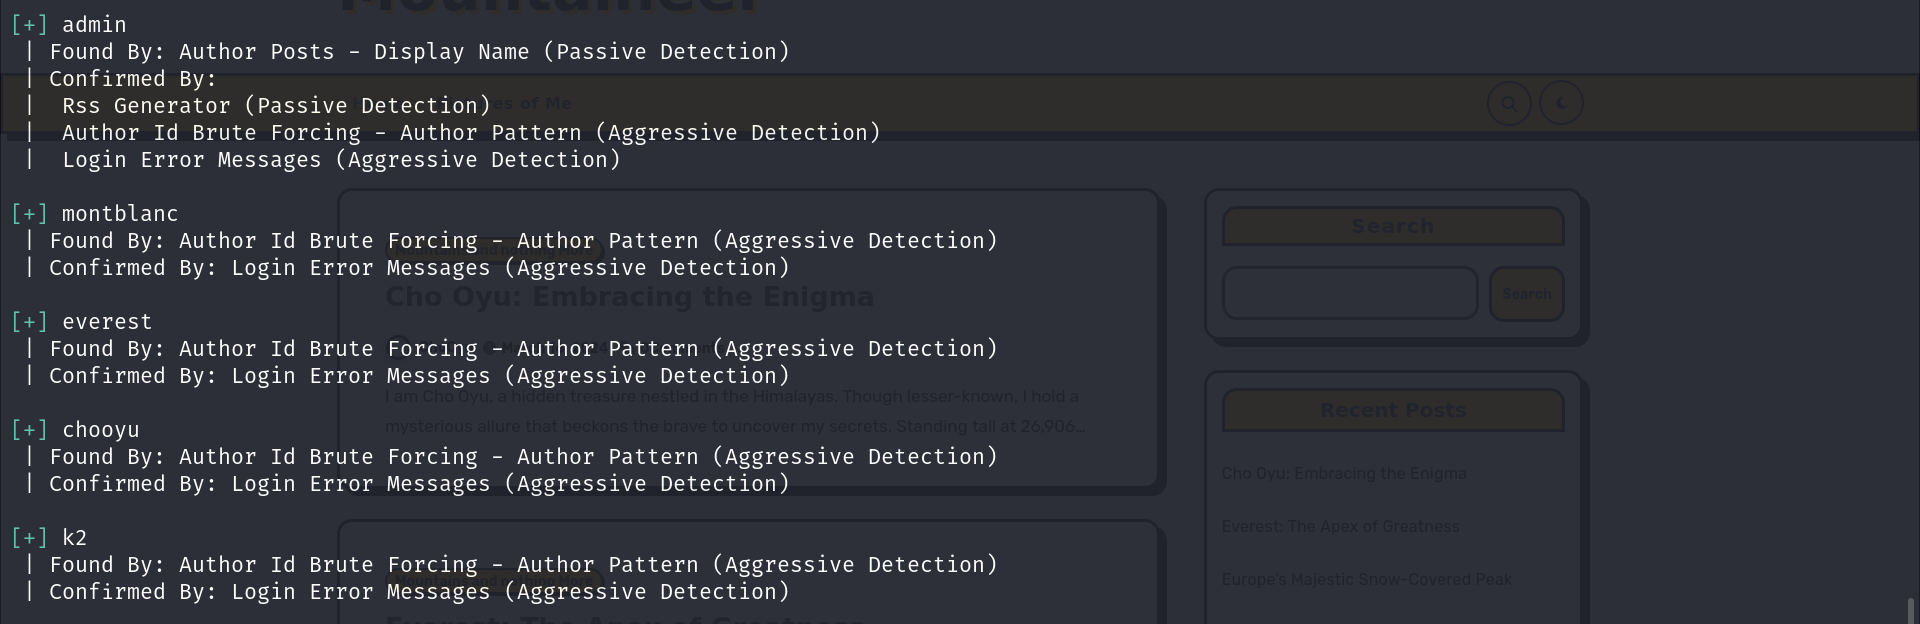 Mountaineer
[+] admin
| Found By: Author Posts - Display Name (Passive Detection)
| Confirmed By:
|  Rss Generator (Passive Detection)
|  Author Id Brute Forcing - Author Pattern (Aggressive Detection)
|  Login Error Messages (Aggressive Detection)
[+] montblanc
| Found By: Author Id Brute Forcing - Author Pattern (Aggressive Detection)
| Confirmed By: Login Error Messages (Aggressive Detection)
[+] everest
| Found By: Author Id Brute Forcing - Author Pattern (Aggressive Detection)
| Confirmed By: Login Error Messages (Aggressive Detection)
[+] chooyu
| Found By: Author Id Brute Forcing - Author Pattern (Aggressive Detection)
| Confirmed By: Login Error Messages (Aggressive Detection)
[+] k2
| Found By: Author Id Brute Forcing - Author Pattern (Aggressive Detection)
| Confirmed By: Login Error Messages (Aggressive Detection)
of Me
Mountains and nothing More
Cho Oyu: Embracing the Enigma
I am Cho Oyu, a hidden treasure nestled in the Himalayas. Though lesser-known, I hold a
mysterious allure that beckons the brave to uncover my secrets. Standing tall at 26,906…
Mountains and nothing More
Everest: The Apex of Greatness
Search
Search
Recent Posts
Cho Oyu: Embracing the Enigma
Everest: The Apex of Greatness
Europe's Majestic Snow-Covered Peak